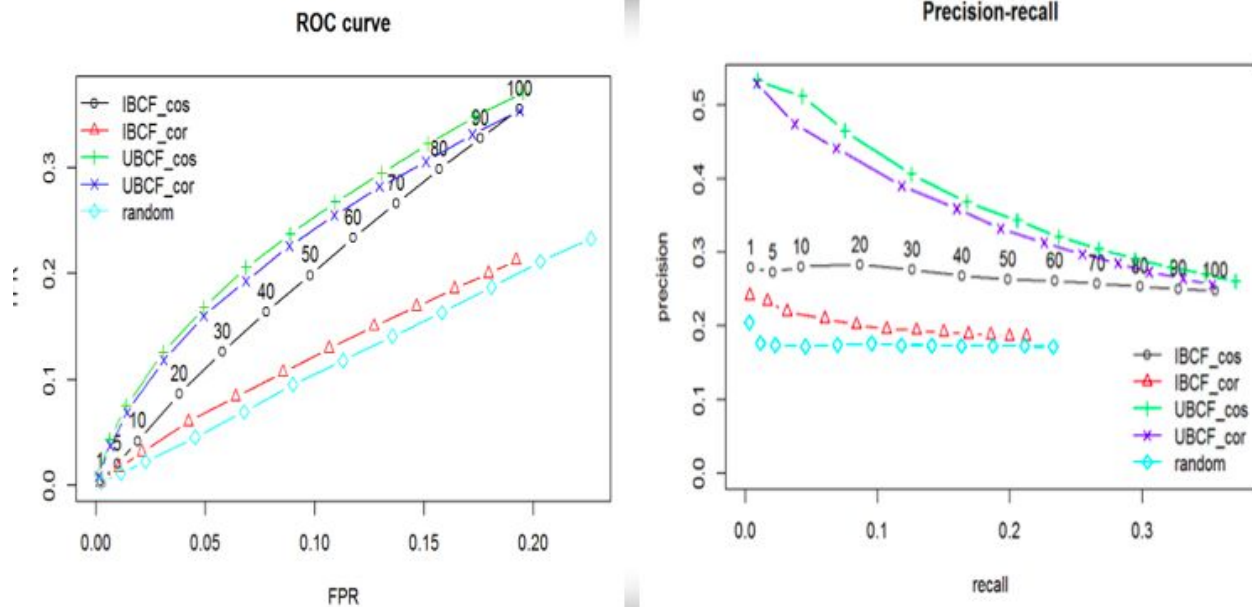 ROC curve
IBCF_cos
IBCF_cor
UBCF_cos
UBCF_cor
random
1
5
10
20
30
40
50
60
70
80
90
100
0.0
0.1
0.2
0.3
0.00
0.05
0.10
0.15
0.20
FPR
Precision-recall
precision
0.5
0.4
0.3
0.2
0.1
0.0
1
5
10
20
30
40
50
60
70
80
90
100
IBCF_cos
IBCF_cor
UBCF_cos
UBCF_cor
random
0.0
0.1
0.2
0.3
recall